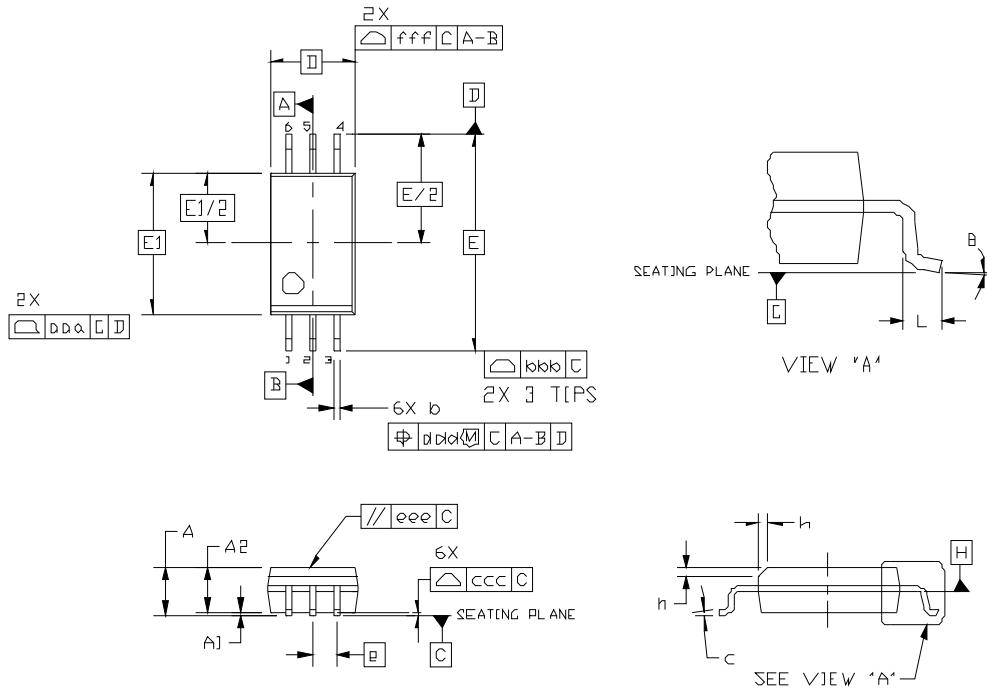 2X
fff C A-B
D
A
D
6 5 4
E1/2
E/2
E1
E
2X
C D
1 2 3
B
bbb C
2X 3 TIPS
6X b
ddd M C A-B D
SEATING PLANE
C
L
VIEW "A"
// eee C
A
A2
6X
ccc C
SEATING PLANE
A1
e
C
h
H
h
c
SEE VIEW "A"